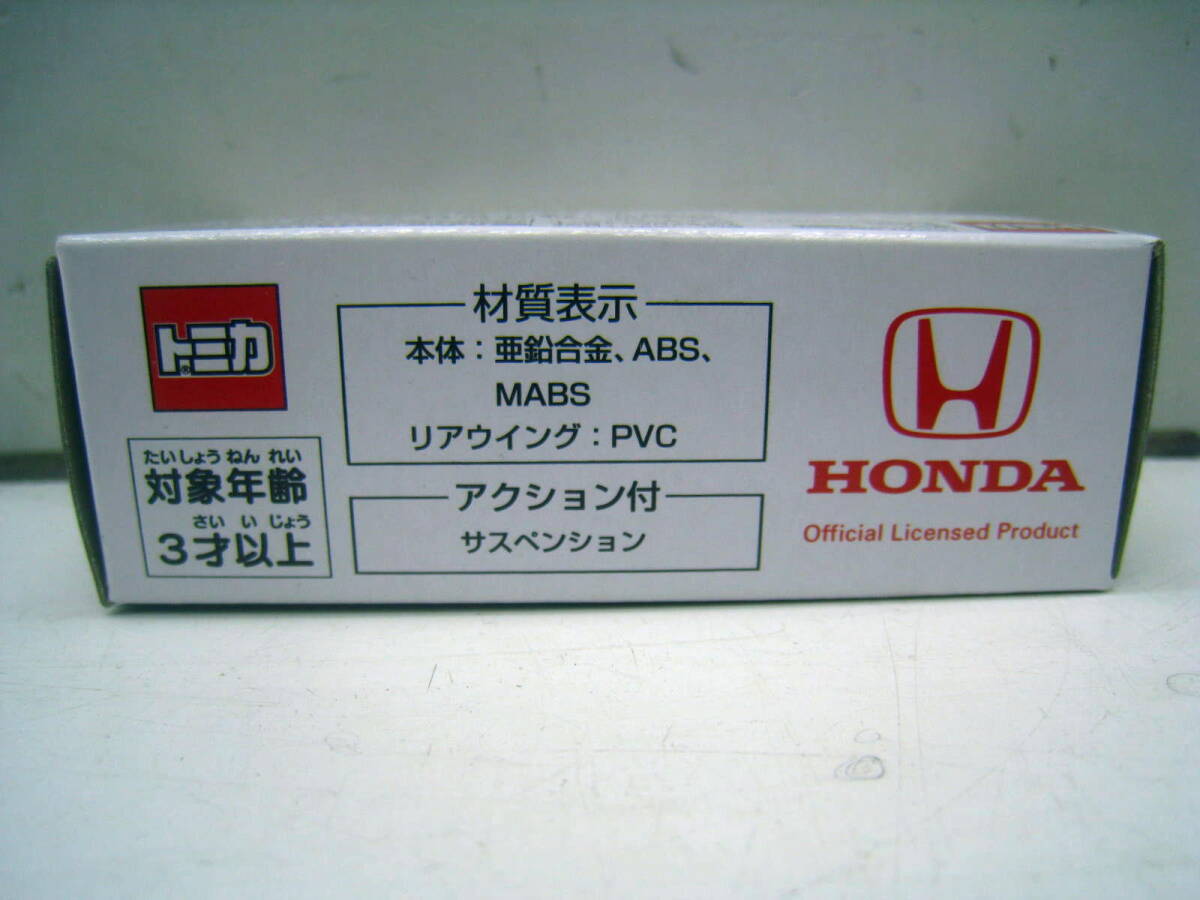 トミカ®
たいしょう ねん れい
対象年齢
さい い じょう
3才以上
材質表示
本体：亜鉛合金、ABS、
MABS
リアウイング：PVC
アクション付
サスペンション
HONDA
Official Licensed Product